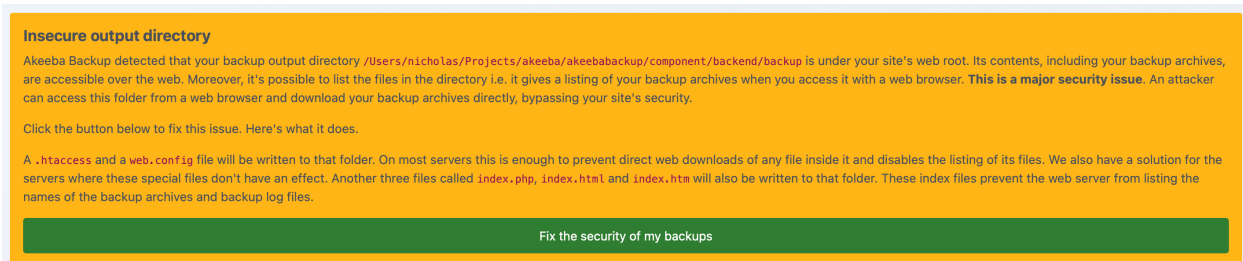 Insecure output directory
Akeeba Backup detected that your backup output directory /Users/nicholas/Projects/akeeba/akeebabackup/component/backend/backup is under your site's web root. Its contents, including your backup archives,
are accessible over the web. Moreover, it's possible to list the files in the directory i.e. it gives a listing of your backup archives when you access it with a web browser. This is a major security issue. An attacker
can access this folder from a web browser and download your backup archives directly, bypassing your site's security.
Click the button below to fix this issue. Here's what it does.
A .htaccess and a web.config file will be written to that folder. On most servers this is enough to prevent direct web downloads of any file inside it and disables the listing of its files. We also have a solution for the
servers where these special files don't have an effect. Another three files called index.php, index.html and index.htm will also be written to that folder. These index files prevent the web server from listing the
names of the backup archives and backup log files.
Fix the security of my backups